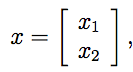 x = [ x₁
x₂ ],